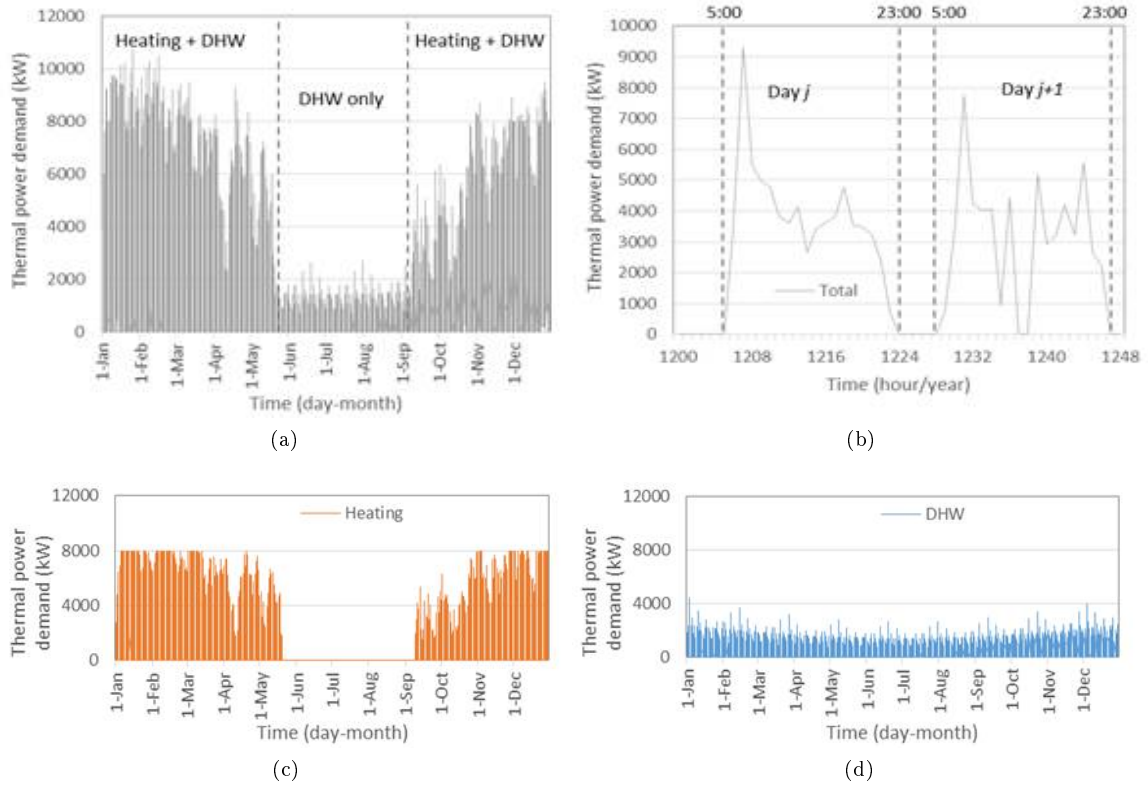 12000
10000
8000
6000
4000
2000
0
Thermal power demand (kW)
Heating + DHW
DHW only
Heating + DHW
1-Jan
1-Feb
1-Mar
1-Apr
1-May
1-Jun
1-Jul
1-Aug
1-Sep
1-Oct
1-Nov
1-Dec
Time (day-month)
(a)
5:00
23:00
5:00
23:00
10000
9000
8000
7000
6000
5000
4000
3000
2000
1000
0
Thermal power demand (kW)
Day j
Day j+1
Total
1200
1208
1216
1224
1232
1240
1248
Time (hour/year)
(b)
12000
8000
4000
0
Thermal power
demand (kW)
Heating
1-Jan
1-Feb
1-Mar
1-Apr
1-May
1-Jun
1-Jul
1-Aug
1-Sep
1-Oct
1-Nov
1-Dec
Time (day-month)
(c)
12000
8000
4000
0
Thermal power
demand (kW)
DHW
1-Jan
1-Feb
1-Mar
1-Apr
1-May
1-Jun
1-Jul
1-Aug
1-Sep
1-Oct
1-Nov
1-Dec
Time (day-month)
(d)